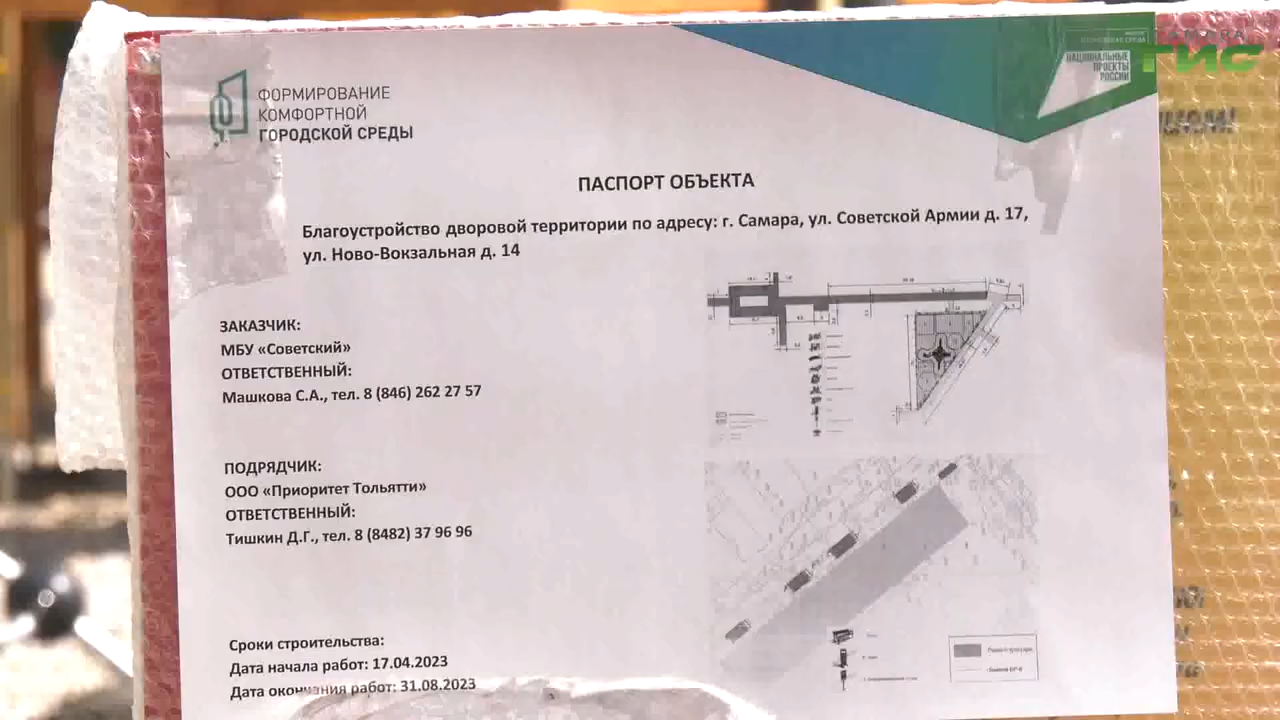 ФОРМИРОВАНИЕ
КОМФОРТНОЙ
ГОРОДСКОЙ СРЕДЫ
НАЦИОНАЛЬНЫЕ
ПРОЕКТЫ
РОССИИ
САМАРА
ГИС
ПАСПОРТ ОБЪЕКТА
Благоустройство дворовой территории по адресу: г. Самара, ул. Советской Армии д. 17,
ул. Ново-Вокзальная д. 14
ЗАКАЗЧИК:
МБУ «Советский»
ОТВЕТСТВЕННЫЙ:
Машкова С.А., тел. 8 (846) 262 27 57
ПОДРЯДЧИК:
ООО «Приоритет Тольятти»
ОТВЕТСТВЕННЫЙ:
Тишкин Д.Г., тел. 8 (8482) 37 96 96
Сроки строительства:
Дата начала работ: 17.04.2023
Дата окончания работ: 31.08.2023